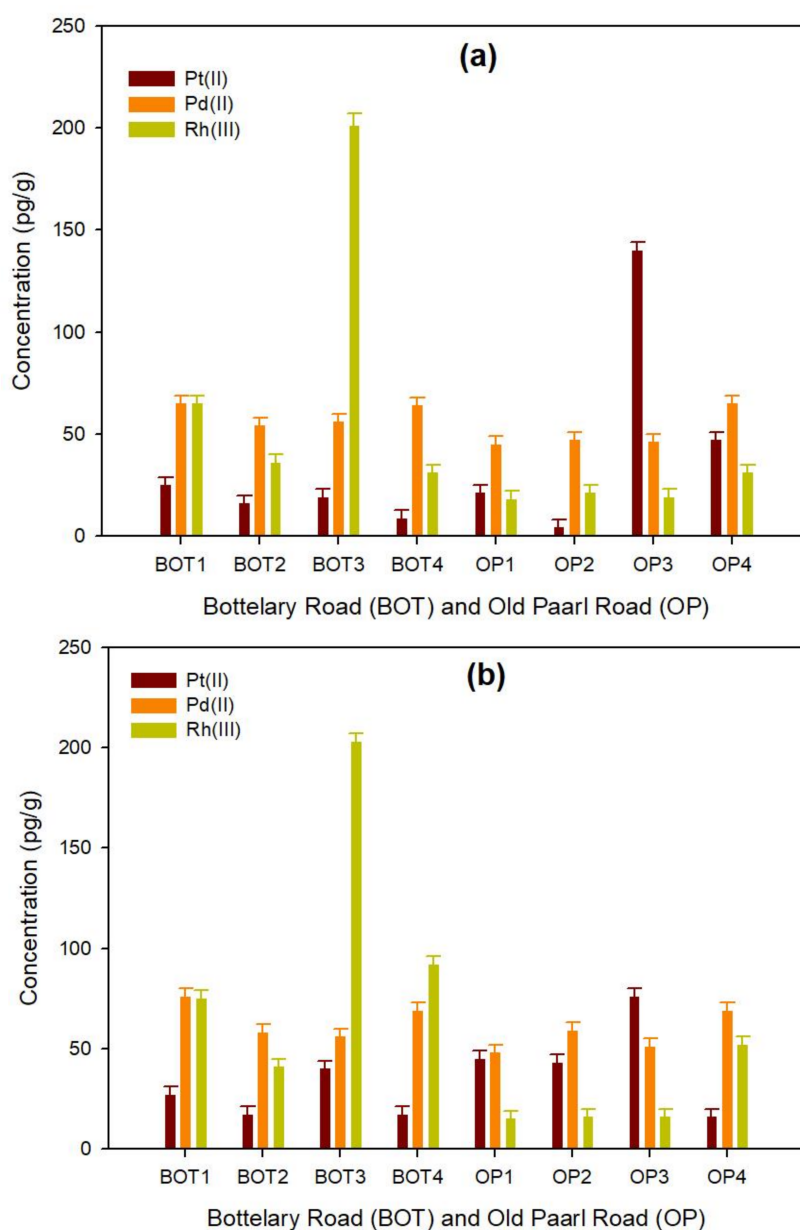 (a)
Pt(II)
Pd(II)
Rh(III)
Concentration (pg/g)
250
200
150
100
50
0
BOT1 BOT2 BOT3 BOT4 OP1 OP2 OP3 OP4
Bottelary Road (BOT) and Old Paarl Road (OP)
(b)
Pt(II)
Pd(II)
Rh(III)
Concentration (pg/g)
250
200
150
100
50
0
BOT1 BOT2 BOT3 BOT4 OP1 OP2 OP3 OP4
Bottelary Road (BOT) and Old Paarl Road (OP)